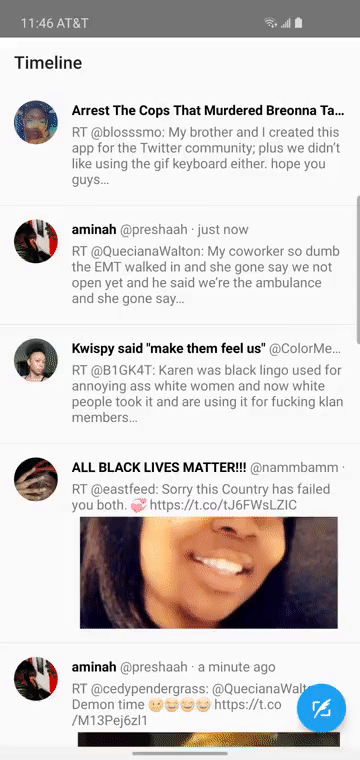 11:46 AT&T
Timeline
Arrest The Cops That Murdered Breonna Ta...
RT @blosssmo: My brother and I created this
app for the Twitter community; plus we didn't
like using the gif keyboard either. hope you
guys...
aminah @preshaah · just now
RT @QuecianaWalton: My coworker so dumb
the EMT walked in and she gone say we not
open yet and he said we're the ambulance
and she gone say...
Kwispy said "make them feel us" @ColorMe...
RT @B1GK4T: Karen was black lingo used for
annoying ass white women and now white
people took it and are using it for fucking klan
members...
ALL BLACK LIVES MATTER!!! @nammbamm ·
RT @eastfeed: Sorry this Country has failed
you both. 💞 https://t.co/tJ6FWsLZIC
aminah @preshaah · a minute ago
RT @cedypendergrass: @QuecianaWalt
Demon time https://t.co
/M13Pej6zl1